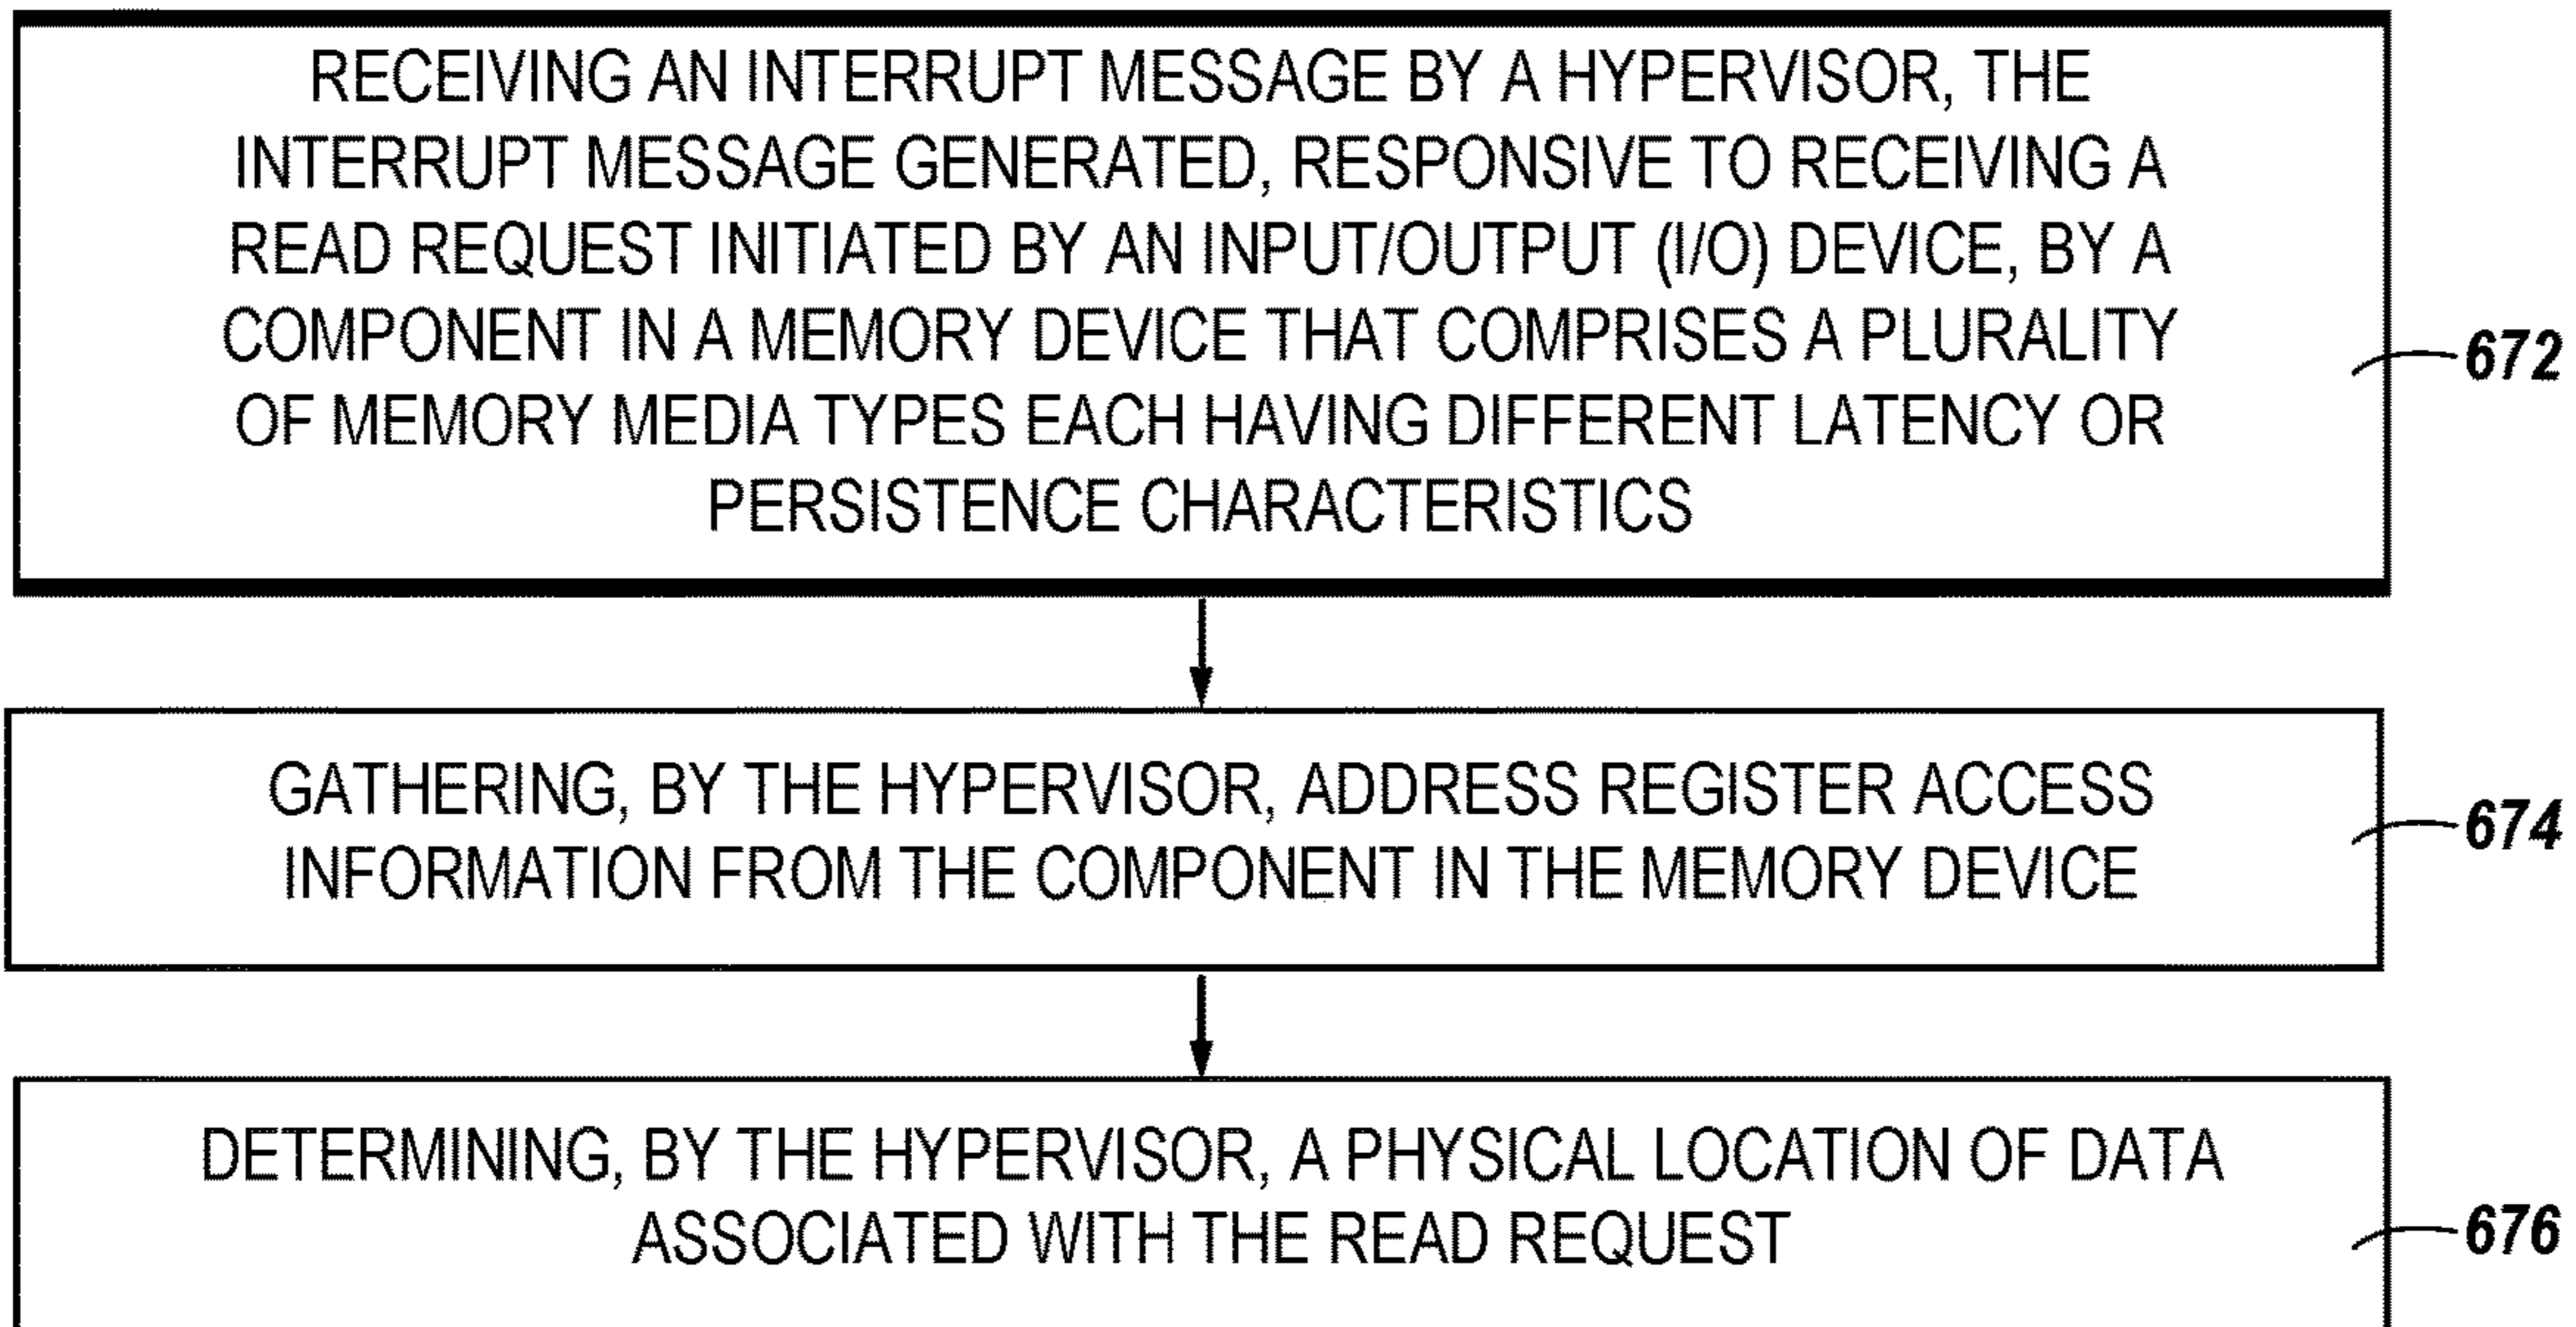 RECEIVING AN INTERRUPT MESSAGE BY A HYPERVISOR, THE
INTERRUPT MESSAGE GENERATED, RESPONSIVE TO RECEIVING A
READ REQUEST INITIATED BY AN INPUT/OUTPUT (I/O) DEVICE, BY A
COMPONENT IN A MEMORY DEVICE THAT COMPRISES A PLURALITY
OF MEMORY MEDIA TYPES EACH HAVING DIFFERENT LATENCY OR
PERSISTENCE CHARACTERISTICS
672
GATHERING, BY THE HYPERVISOR, ADDRESS REGISTER ACCESS
INFORMATION FROM THE COMPONENT IN THE MEMORY DEVICE
674
DETERMINING, BY THE HYPERVISOR, A PHYSICAL LOCATION OF DATA
ASSOCIATED WITH THE READ REQUEST
676